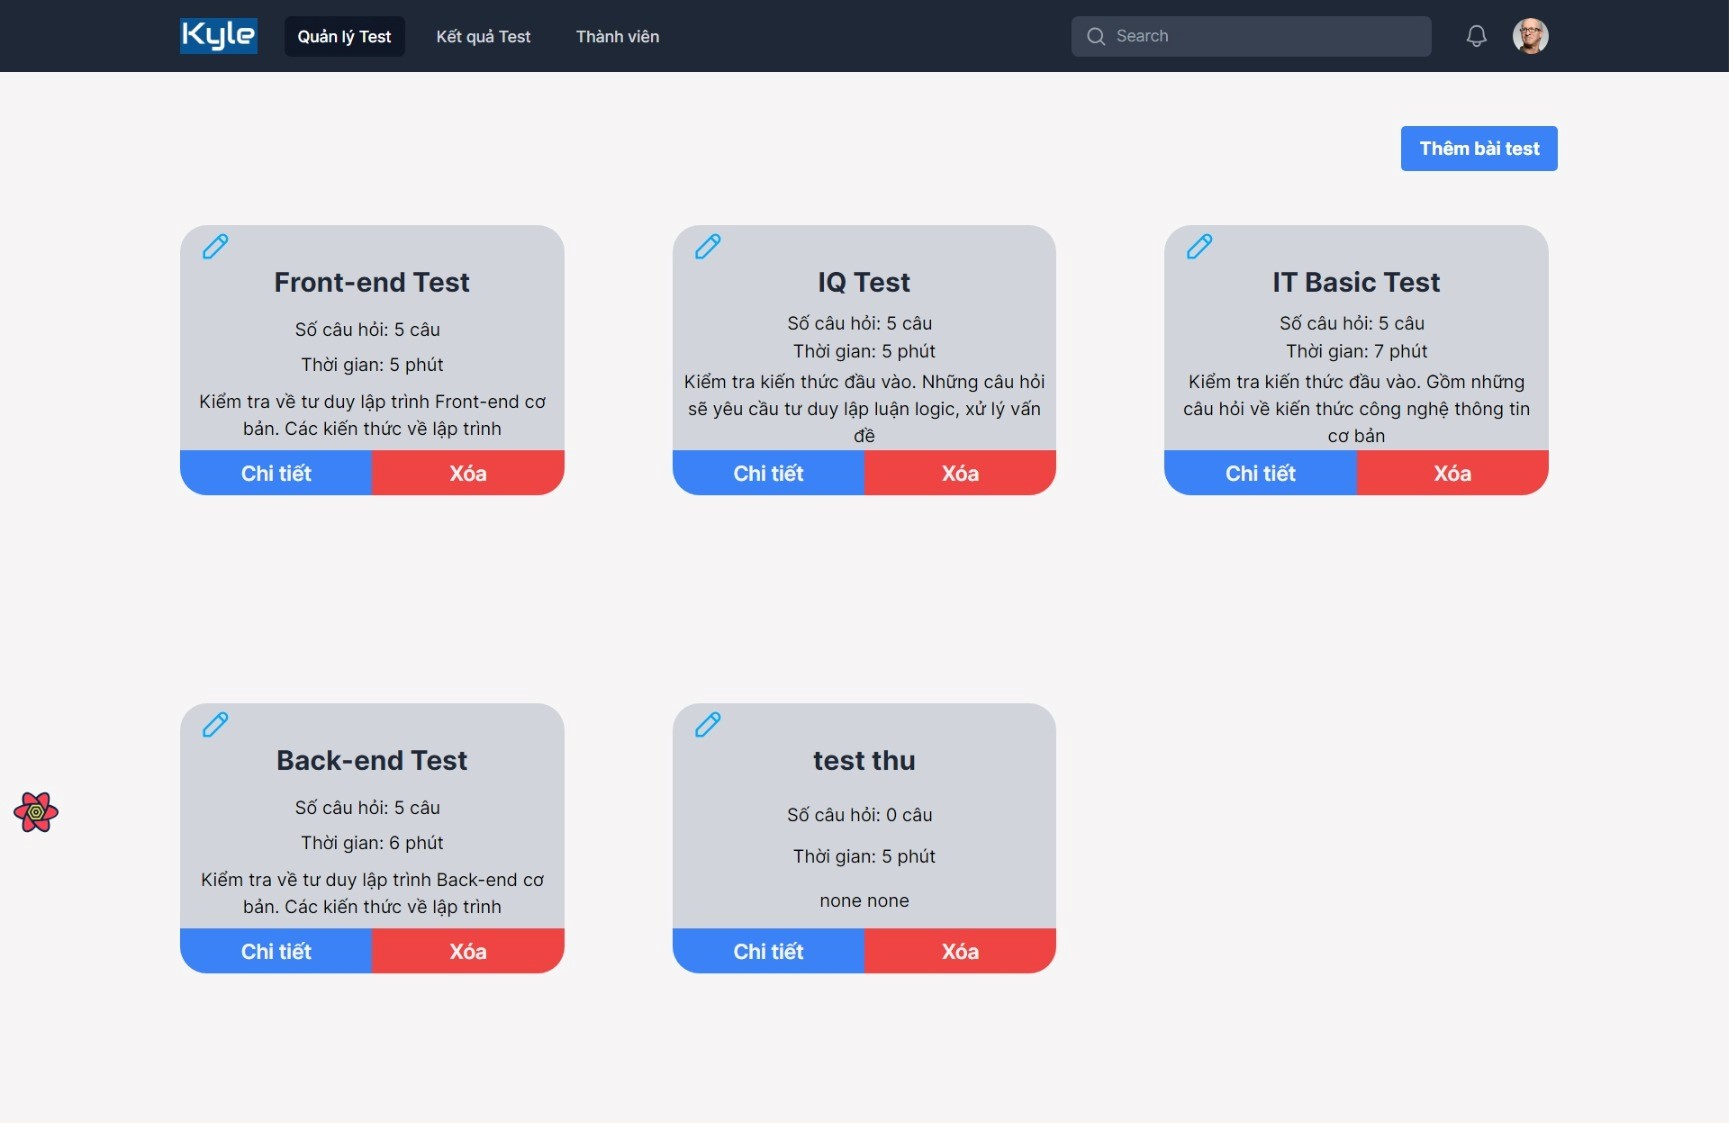 Kyle
Quản lý Test
Kết quả Test
Thành viên
Search
Thêm bài test
Front-end Test
Số câu hỏi: 5 câu
Thời gian: 5 phút
Kiểm tra về tư duy lập trình Front-end cơ
bản. Các kiến thức về lập trình
Chi tiết
Xóa
IQ Test
Số câu hỏi: 5 câu
Thời gian: 5 phút
Kiểm tra kiến thức đầu vào. Những câu hỏi
sẽ yêu cầu tư duy lập luận logic, xử lý vấn
đề
Chi tiết
Xóa
IT Basic Test
Số câu hỏi: 5 câu
Thời gian: 7 phút
Kiểm tra kiến thức đầu vào. Gồm những
câu hỏi về kiến thức công nghệ thông tin
cơ bản
Chi tiết
Xóa
Back-end Test
Số câu hỏi: 5 câu
Thời gian: 6 phút
Kiểm tra về tư duy lập trình Back-end cơ
bản. Các kiến thức về lập trình
Chi tiết
Xóa
test thu
Số câu hỏi: 0 câu
Thời gian: 5 phút
none none
Chi tiết
Xóa